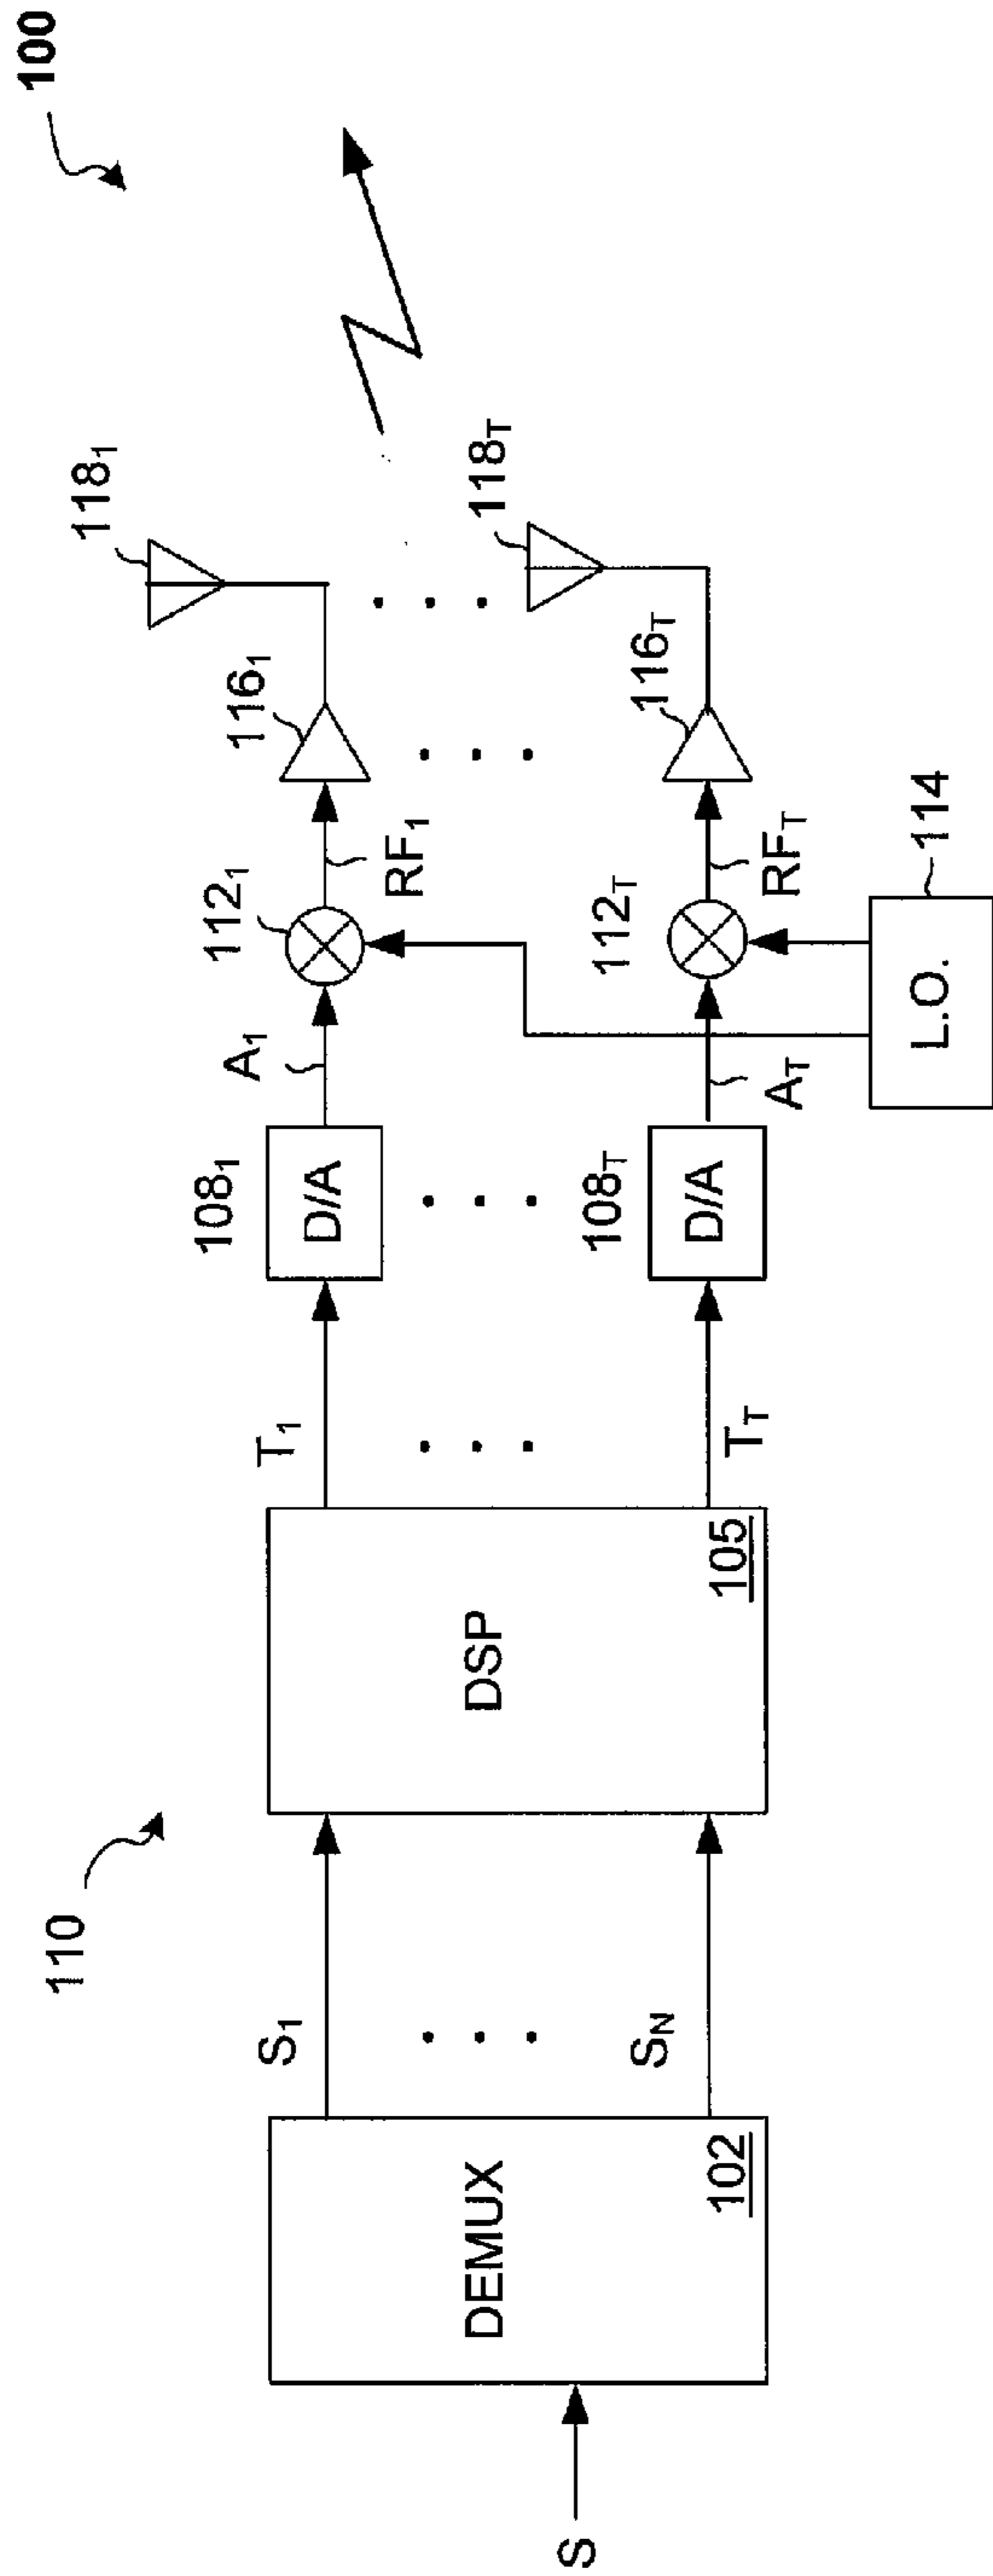 100
110
118₁
118T
116₁
116T
112₁
RF₁
112T
RFT
114
L.O.
A₁
AT
108₁
D/A
108T
D/A
T₁
TT
DSP
105
S₁
SN
DEMUX
102
S